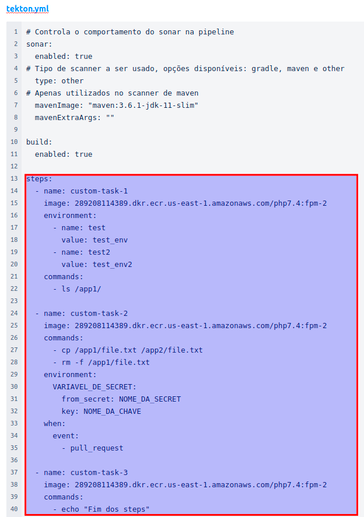 tekton.yml
1 # Controla o comportamento do sonar na pipeline
2 sonar:
3   enabled: true
4 # Tipo de scanner a ser usado, opções disponíveis: gradle, maven e other
5   type: other
6 # Apenas utilizados no scanner de maven
7   mavenImage: "maven:3.6.1-jdk-11-slim"
8   mavenExtraArgs: ""
9
10 build:
11   enabled: true
12
13 steps:
14   - name: custom-task-1
15     image: 289208114389.dkr.ecr.us-east-1.amazonaws.com/php7.4:fpm-2
16     environment:
17       - name: test
18         value: test_env
19       - name: test2
20         value: test_env2
21     commands:
22       - ls /app1/
23
24   - name: custom-task-2
25     image: 289208114389.dkr.ecr.us-east-1.amazonaws.com/php7.4:fpm-2
26     commands:
27       - cp /app1/file.txt /app2/file.txt
28       - rm -f /app1/file.txt
29     environment:
30       VARIAVEL_DE_SECRET:
31         from_secret: NOME_DA_SECRET
32         key: NOME_DA_CHAVE
33     when:
34       event:
35         - pull_request
36
37   - name: custom-task-3
38     image: 289208114389.dkr.ecr.us-east-1.amazonaws.com/php7.4:fpm-2
39     commands:
40       - echo "Fim dos steps"